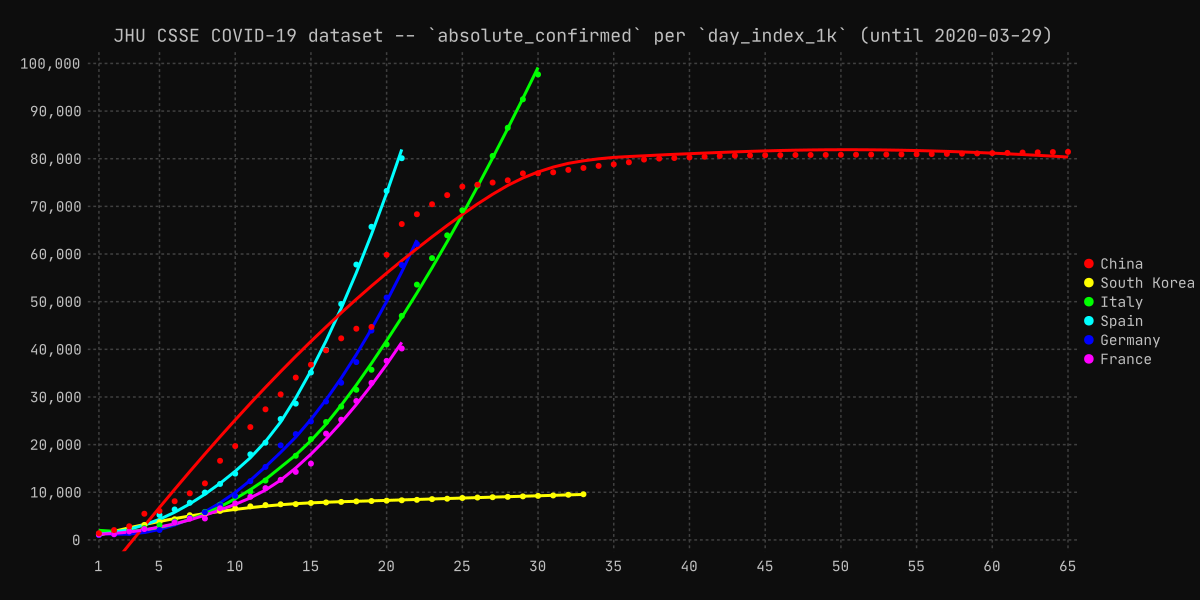 JHU CSSE COVID-19 dataset -- `absolute_confirmed` per `day_index_1k` (until 2020-03-29)
100,000
90,000
80,000
70,000
60,000
50,000
40,000
30,000
20,000
10,000
0
1 5 10 15 20 25 30 35 40 45 50 55 60 65
China
South Korea
Italy
Spain
Germany
France